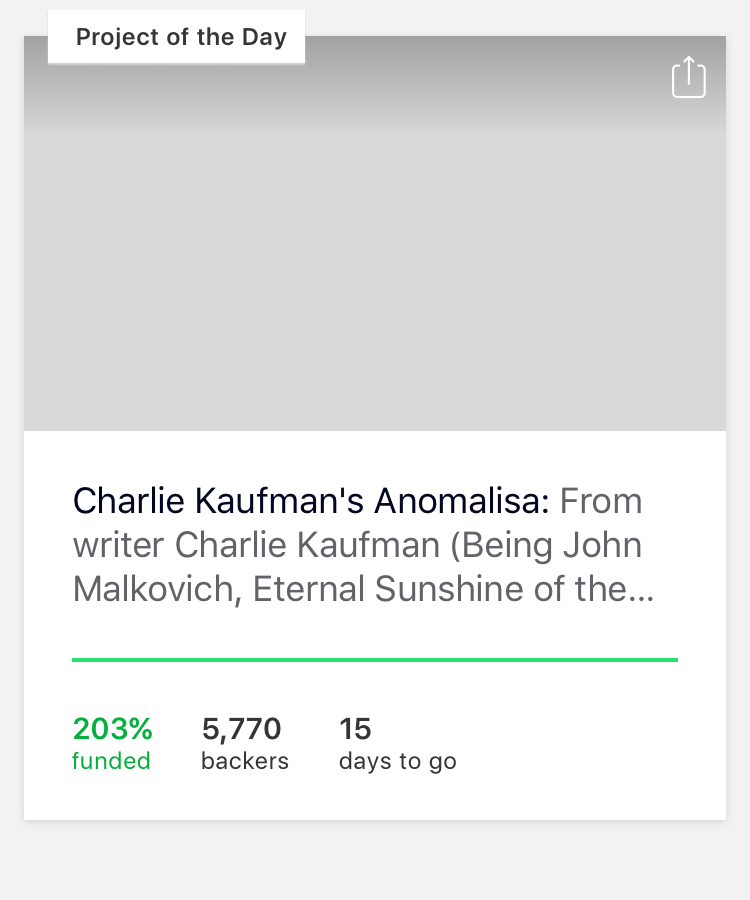 Project of the Day
Charlie Kaufman's Anomalisa: From
writer Charlie Kaufman (Being John
Malkovich, Eternal Sunshine of the...
203% 5,770 15
funded backers days to go